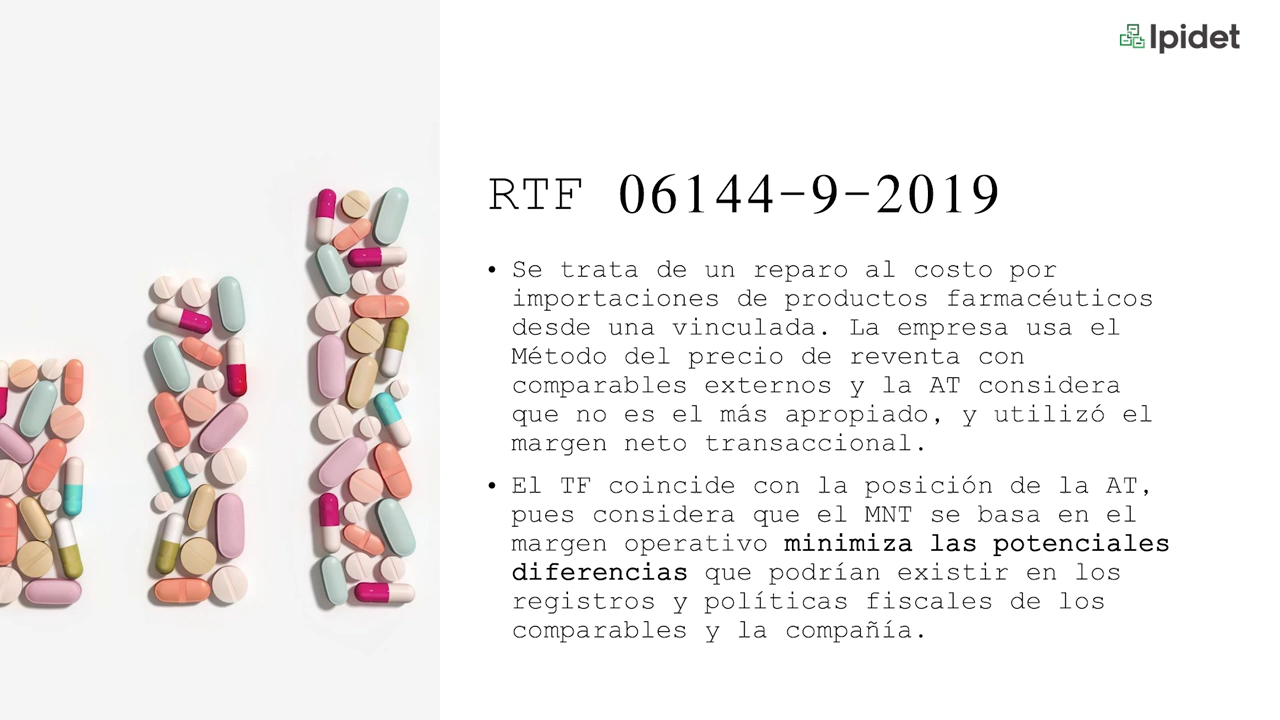 Ipidet
RTF 06144-9-2019
• Se trata de un reparo al costo por
importaciones de productos farmacéuticos
desde una vinculada. La empresa usa el
Método del precio de reventa con
comparables externos y la AT considera
que no es el más apropiado, y utilizó el
margen neto transaccional.
• El TF coincide con la posición de la AT,
pues considera que el MNT se basa en el
margen operativo minimiza las potenciales
diferencias que podrían existir en los
registros y políticas fiscales de los
comparables y la compañía.